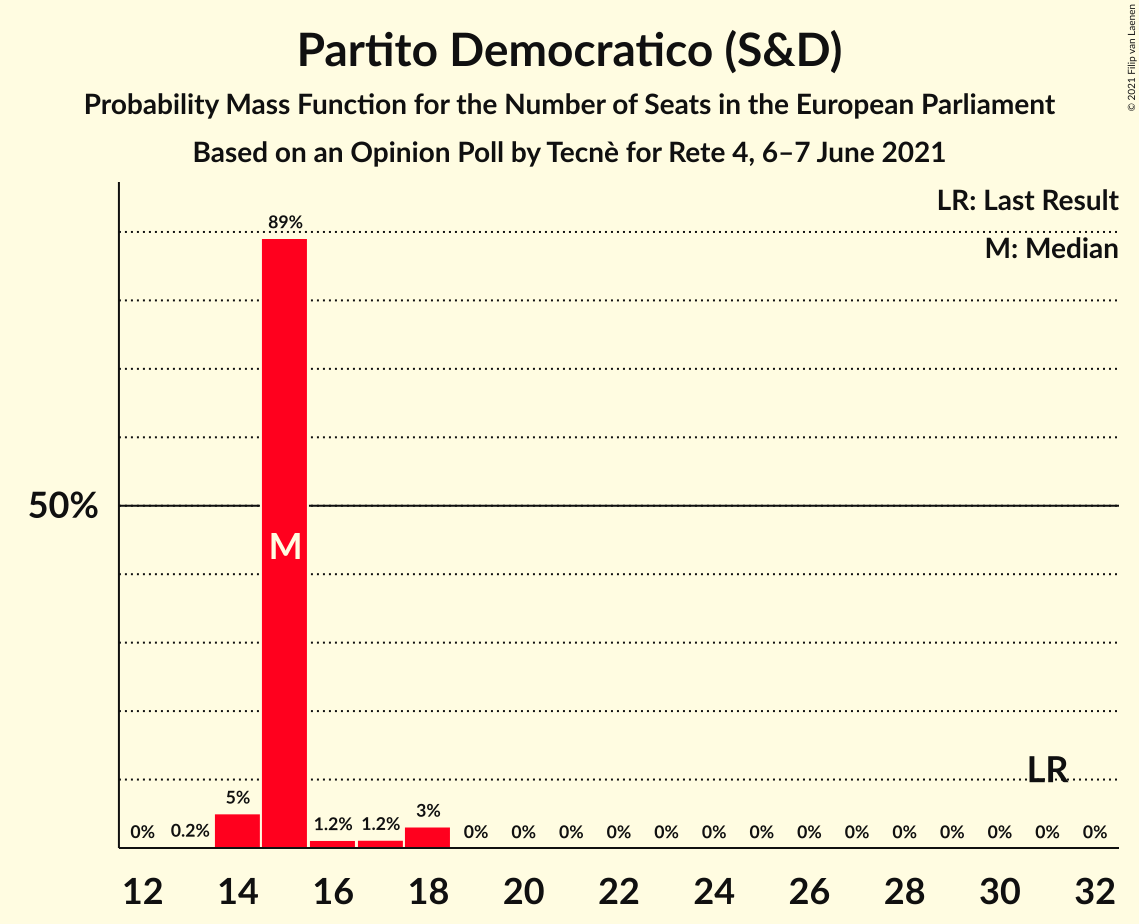 Partito Democratico (S&D)
Probability Mass Function for the Number of Seats in the European Parliament
Based on an Opinion Poll by Tecnè for Rete 4, 6–7 June 2021
© 2021 Filip van Laenen
LR: Last Result
M: Median
50%
89%
M
LR
0% 0.2% 5% 1.2% 1.2% 3% 0% 0% 0% 0% 0% 0% 0% 0% 0% 0% 0% 0% 0% 0%
12 14 16 18 20 22 24 26 28 30 32